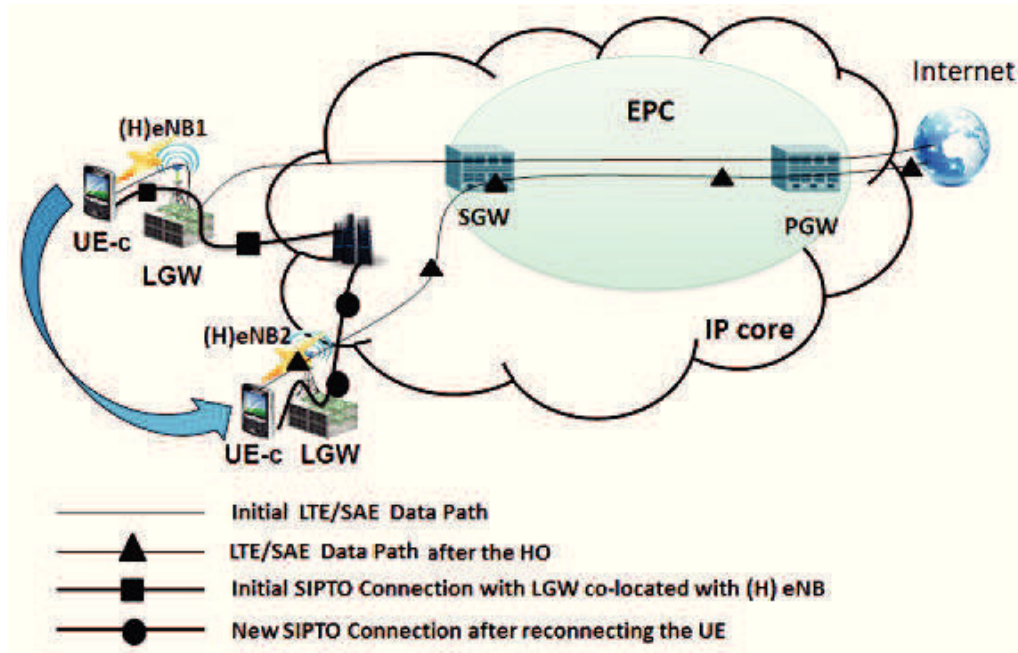 Internet
EPC
(H)eNB1
SGW
PGW
UE-c
LGW
IP core
(H)eNB2
UE-c LGW
Initial LTE/SAE Data Path
LTE/SAE Data Path after the HO
Initial SIPTO Connection with LGW co-located with (H) eNB
New SIPTO Connection after reconnecting the UE